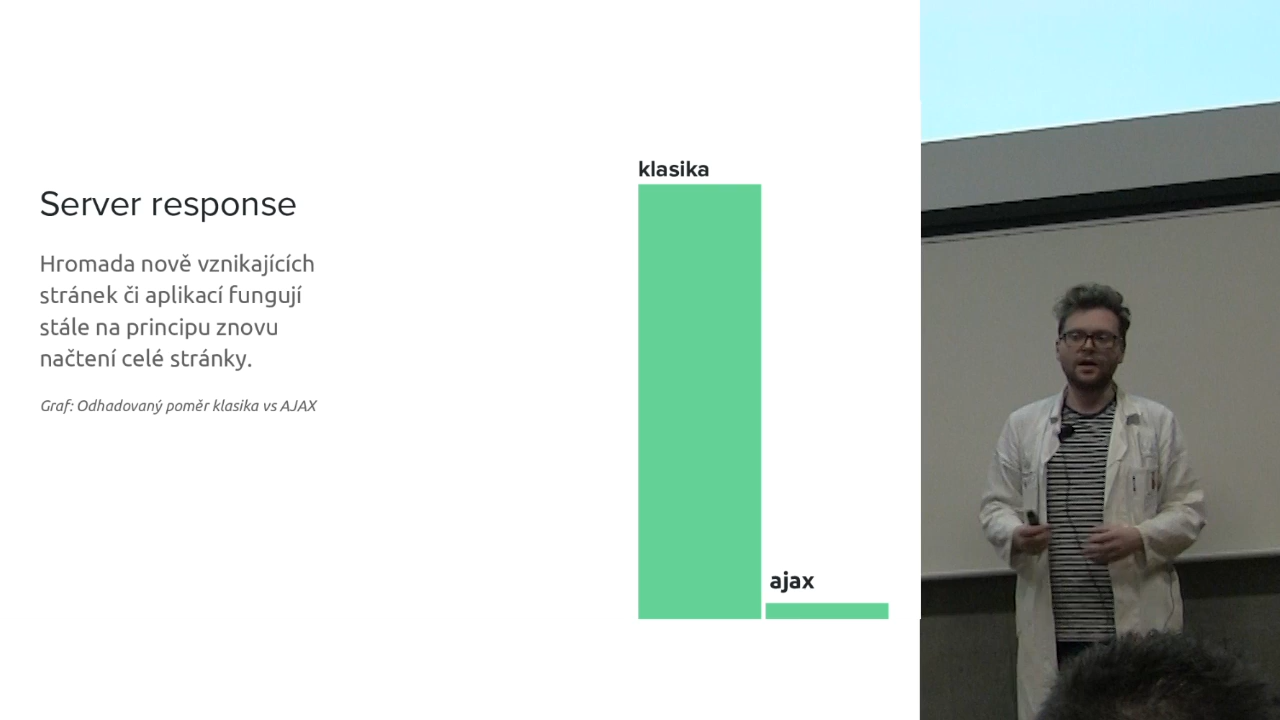 Server response
Hromada nově vznikajících
stránek či aplikací fungují
stále na principu znovu
načtení celé stránky.
Graf: Odhadovaný poměr klasika vs AJAX
klasika
ajax